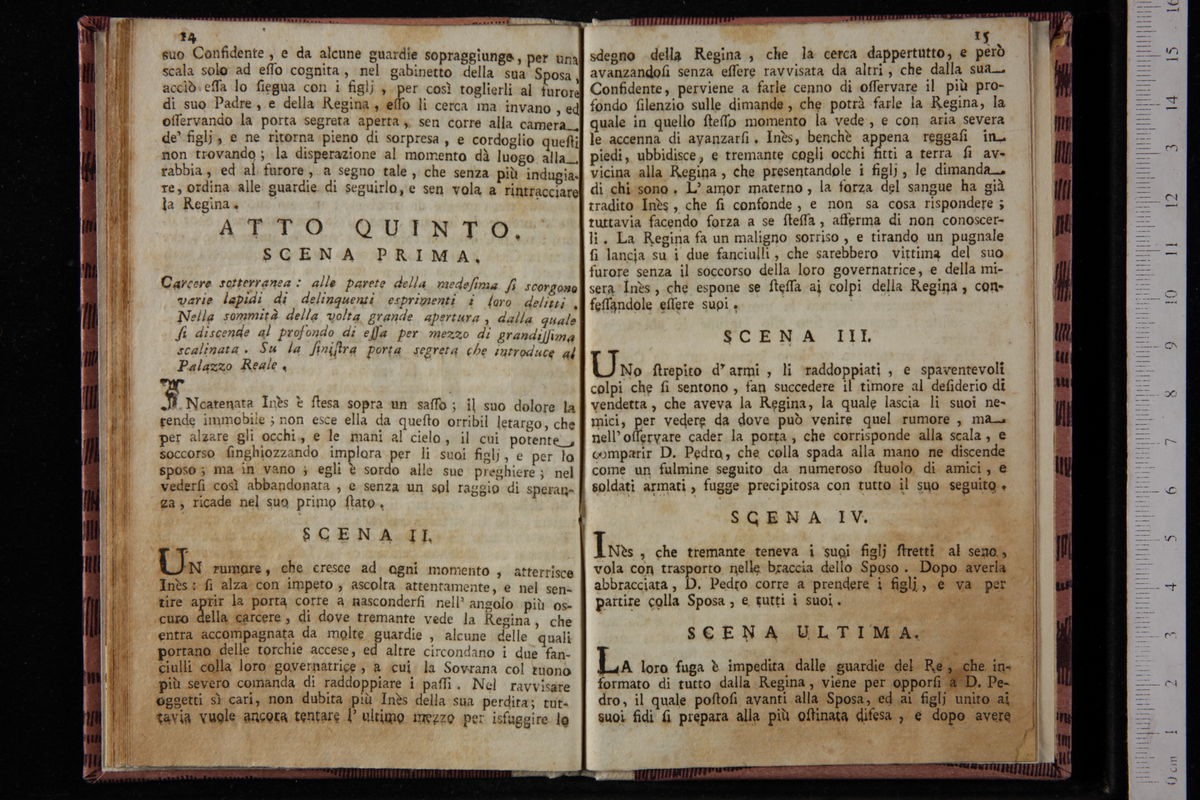 14
suo Confidente , e da alcune guardie sopraggiunge, per una
scala solo ad eſſo cognita , nel gabinetto della sua Sposa,
acciò eſſa lo ſiegua con i figlj , per così toglierli al furore
di suo Padre , e della Regina , eſſo li cerca ma invano , ed
oſſervando la porta segreta aperta , sen corre alla camera
de' figlj , e ne ritorna pieno di sorpresa , e cordoglio queſti
non trovando ; la disperazione al momento dà luogo alla
rabbia , ed al furore , a segno tale , che senza più indugia-
re, ordina alle guardie di seguirlo, e sen vola a rintracciare
la Regina .
ATTO QUINTO.
SCENA PRIMA.
Carcere sotterranea : alle parete della medeſima ſi scorgono
varie lapidi di delinquenti esprimenti i loro delitti .
Nella sommità della volta grande apertura , dalla quale
ſi discende al profondo di eſſa per mezzo di grandiſſima
scalinata . Su la ſiniſtra porta segreta che introduce al
Palazzo Reale .
INcatenata Inès è ſtesa sopra un saſſo ; il suo dolore la
rende immobile ; non esce ella da queſto orribil letargo, che
per alzare gli occhi , e le mani al cielo , il cui potente
soccorso ſinghiozzando implora per li suoi figlj , e per lo
sposo ; ma in vano ; egli è sordo alle sue preghiere ; nel
vederſi così abbandonata , e senza un sol raggio di speran-
za , ricade nel suo primo ſtato .
SCENA II.
UN rumore, che cresce ad ogni momento , atterrisce
Inès : ſi alza con impeto , ascolta attentamente, e nel sen-
tire aprir la porta corre a nasconderſi nell' angolo più os-
curo della carcere , di dove tremante vede la Regina, che
entra accompagnata da molte guardie , alcune delle quali
portano delle torchie accese, ed altre circondano i due fan-
ciulli colla loro governatrice , a cui la Sovrana col tuono
più severo comanda di raddoppiare i paſſi . Nel ravvisare
oggetti sì cari, non dubita più Inès della sua perdita; tut-
tavia vuole ancora tentare l' ultimo mezzo per isfuggire lo
15
sdegno della Regina , che la cerca dappertutto, e però
avanzandoſi senza eſſere ravvisata da altri , che dalla sua
Confidente, perviene a farle cenno di oſſervare il più pro-
fondo ſilenzio sulle dimande , che potrà farle la Regina, la
quale in quello ſteſſo momento la vede , e con aria severa
le accenna di avanzarſi . Inès, benchè appena reggaſi in
piedi, ubbidisce, e tremante cogli occhi fitti a terra ſi av-
vicina alla Regina , che presentandole i figlj , le dimanda
di chi sono . L' amor materno , la forza del sangue ha già
tradito Inès , che ſi confonde , e non sa cosa rispondere ;
tuttavia facendo forza a se ſteſſa , afferma di non conoscer-
li . La Regina fa un maligno sorriso , e tirando un pugnale
ſi lancia su i due fanciulli , che sarebbero vittima del suo
furore senza il soccorso della loro governatrice, e della mi-
sera Inès , che espone se ſteſſa ai colpi della Regina , con-
feſſandole eſſere suoi .
SCENA III.
UNo ſtrepito d' armi , li raddoppiati , e spaventevoli
colpi che ſi sentono , fan succedere il timore al deſiderio di
vendetta , che aveva la Regina, la quale lascia li suoi ne-
mici, per vedere da dove può venire quel rumore , ma
nell' oſſervare cader la porta , che corrisponde alla scala , e
comparir D. Pedro, che colla spada alla mano ne discende
come un fulmine seguito da numeroso ſtuolo di amici , e
soldati armati , fugge precipitosa con tutto il suo seguito .
SCENA IV.
INès , che tremante teneva i suoi figlj ſtretti al seno ,
vola con trasporto nelle braccia dello Sposo . Dopo averla
abbracciata , D. Pedro corre a prendere i figlj , e va per
partire colla Sposa , e tutti i suoi .
SCENA ULTIMA.
LA loro fuga è impedita dalle guardie del Re , che in-
formato di tutto dalla Regina , viene per opporſi a D. Pe-
dro, il quale poſtoſi avanti alla Sposa, ed ai figlj unito ai
suoi fidi ſi prepara alla più oſtinata difesa , e dopo avere
0 cm 1 2 3 4 5 6 7 8 9 10 11 12 13 14 15 16